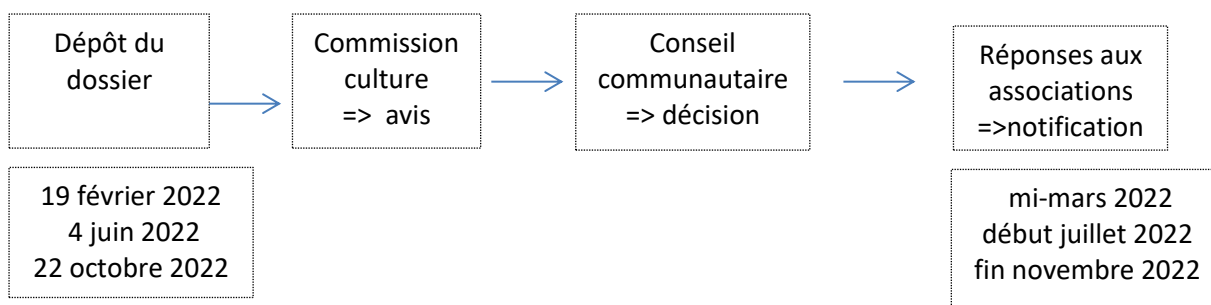 Dépôt du
dossier
Commission
culture
=> avis
Conseil
communautaire
=> décision
Réponses aux
associations
=>notification
19 février 2022
4 juin 2022
22 octobre 2022
mi-mars 2022
début juillet 2022
fin novembre 2022